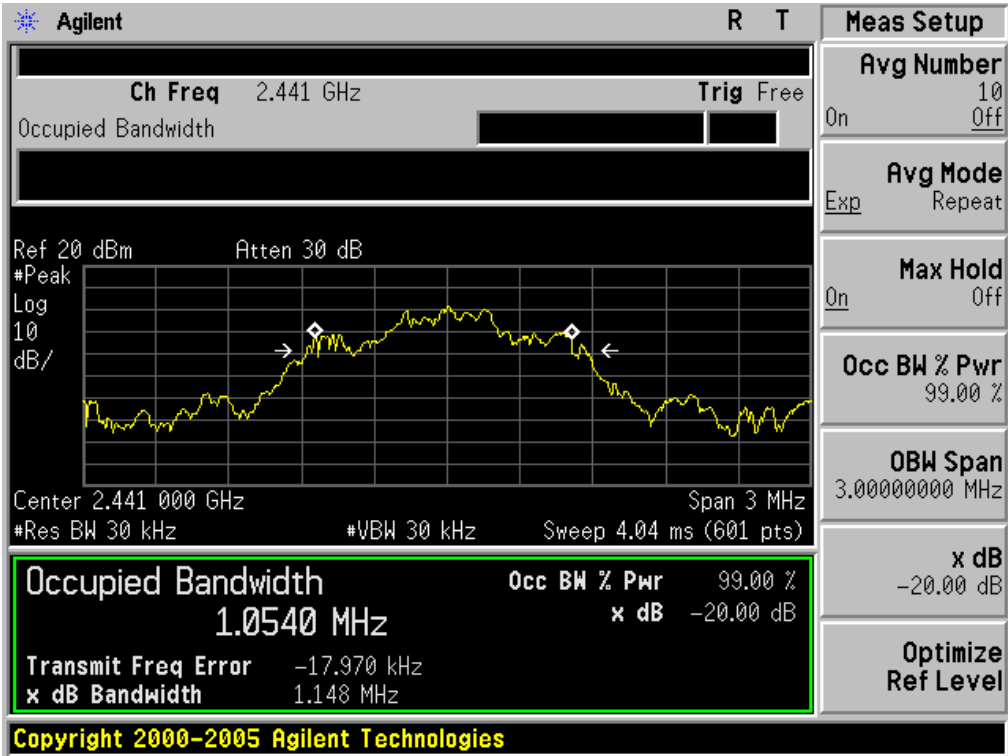 Agilent R T
Ch Freq 2.441 GHz Trig Free
Occupied Bandwidth
Ref 20 dBm Atten 30 dB
#Peak
Log
10
dB/
Center 2.441 000 GHz Span 3 MHz
#Res BW 30 kHz #VBW 30 kHz Sweep 4.04 ms (601 pts)
Occupied Bandwidth Occ BW % Pwr 99.00 %
1.0540 MHz x dB -20.00 dB
Transmit Freq Error -17.970 kHz
x dB Bandwidth 1.148 MHz
Copyright 2000-2005 Agilent Technologies
Meas Setup
Avg Number
10
On Off
Avg Mode
Exp Repeat
Max Hold
On Off
Occ BW % Pwr
99.00 %
OBW Span
3.00000000 MHz
x dB
-20.00 dB
Optimize
Ref Level